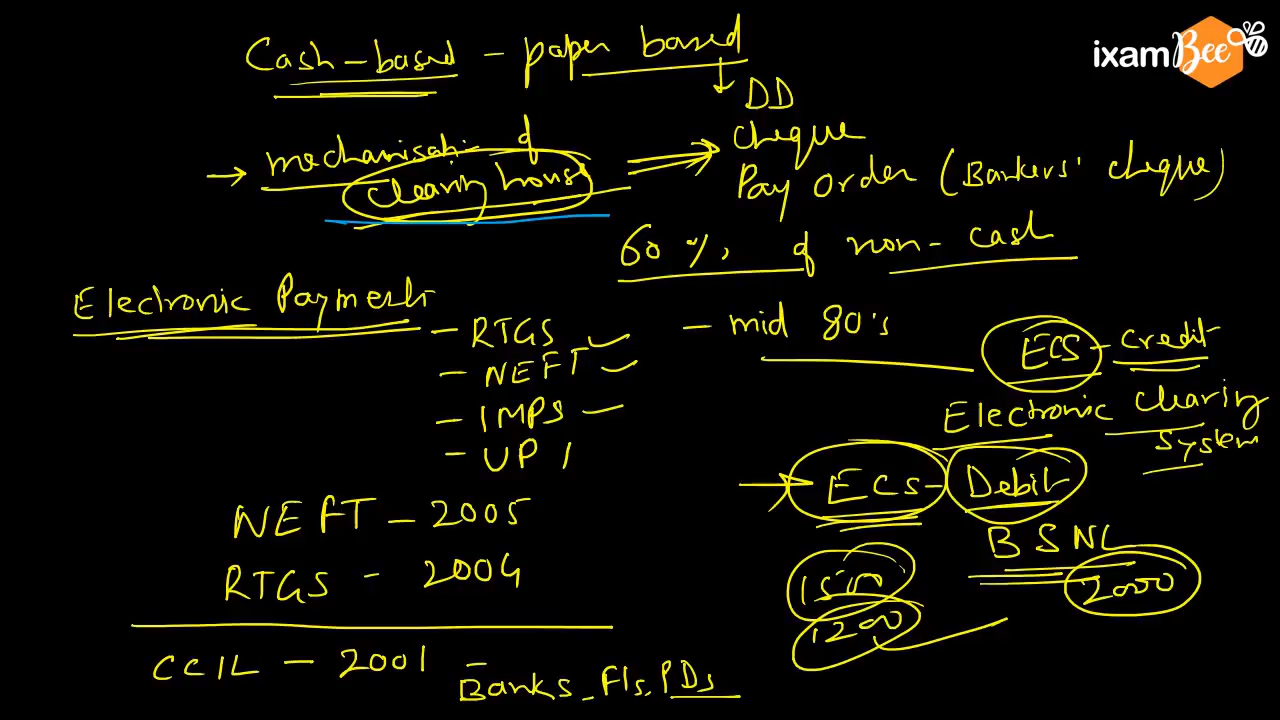 ixamBee
Cash-based - paper based
DD
Cheque
Pay Order (Bankers' cheque)
→ mechanisati- of
clearing house
60 % of non-cash
Electronic Payments
- RTGS
- NEFT
- IMPS
- UPI
- mid 80's
ECS - Credit
Electronic Clearing
System
ECS - Debit
BSNL
2000
1500
1200
NEFT - 2005
RTGS - 2004
CCIL - 2001 -
Banks, FIs, PDs